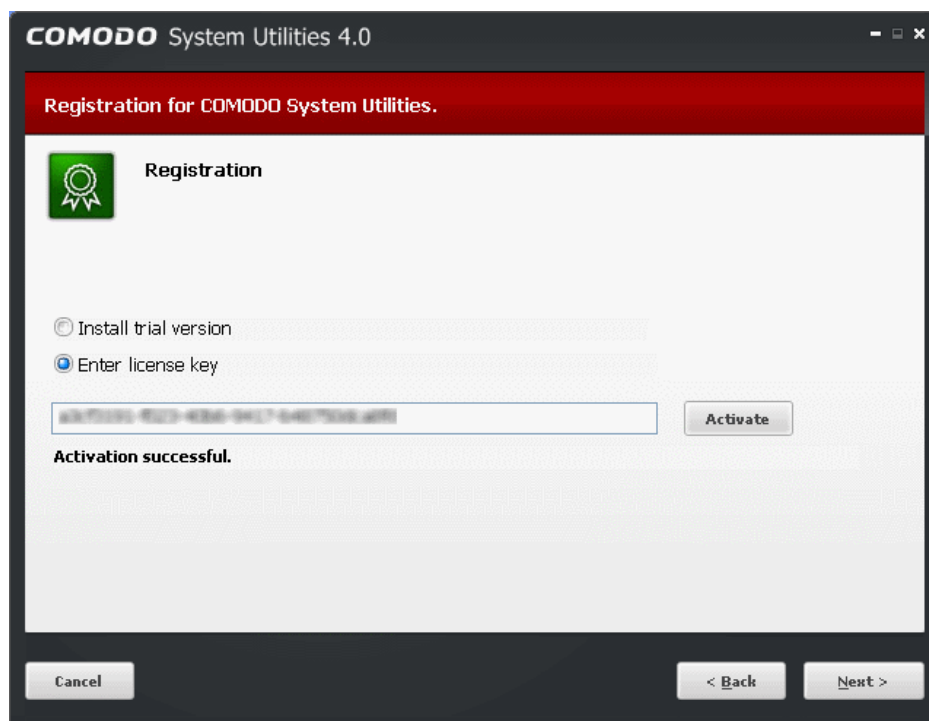 COMODO System Utilities 4.0
Registration for COMODO System Utilities.
Registration
Install trial version
Enter license key
Activate
Activation successful.
Cancel
< Back
Next >